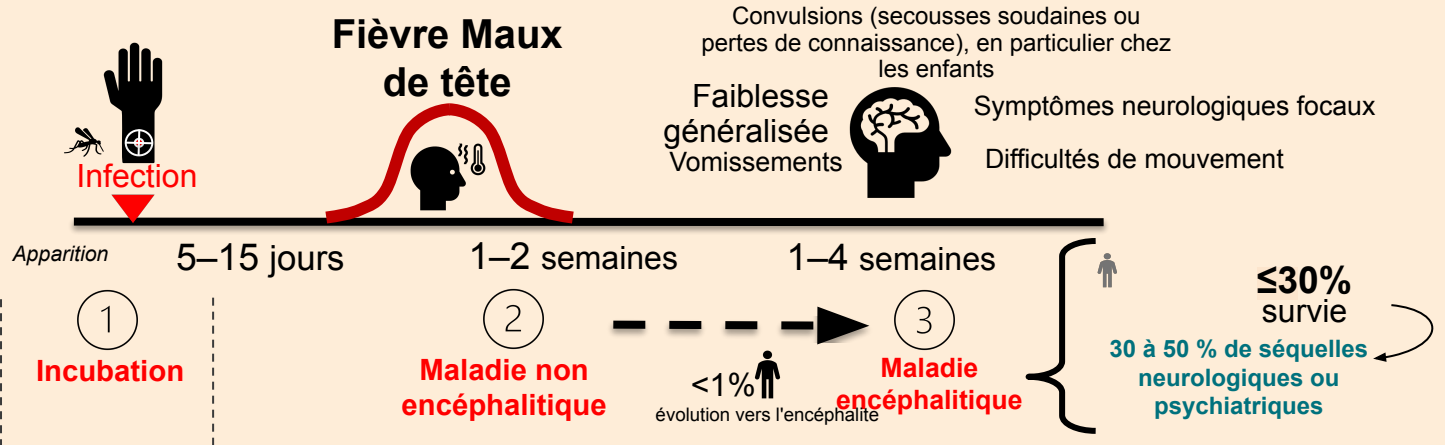 Fièvre Maux
de tête
Convulsions (secousses soudaines ou
pertes de connaissance), en particulier chez
les enfants
Faiblesse
généralisée
Vomissements
Symptômes neurologiques focaux
Difficultés de mouvement
Infection
Apparition
5–15 jours
1–2 semaines
1–4 semaines
1
Incubation
2
Maladie non
encéphalitique
<1%
évolution vers l'encéphalite
3
Maladie
encéphalitique
≤30%
survie
30 à 50 % de séquelles
neurologiques ou
psychiatriques